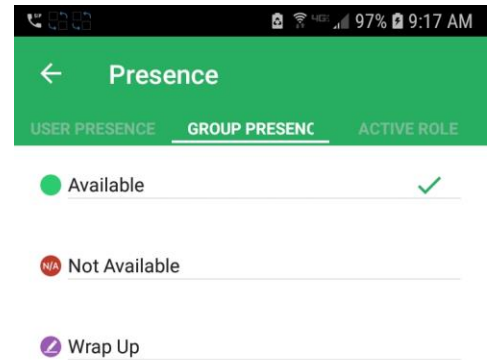 97% 9:17 AM
Presence
USER PRESENCE GROUP PRESENC ACTIVE ROLE
Available
N/A Not Available
Wrap Up